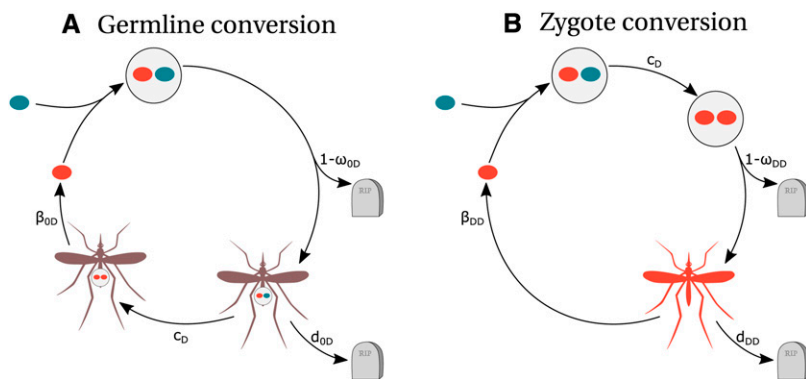 A Germline conversion
1-ω0D
RIP
β0D
cD
d0D
RIP
B Zygote conversion
cD
1-ωDD
RIP
βDD
dDD
RIP